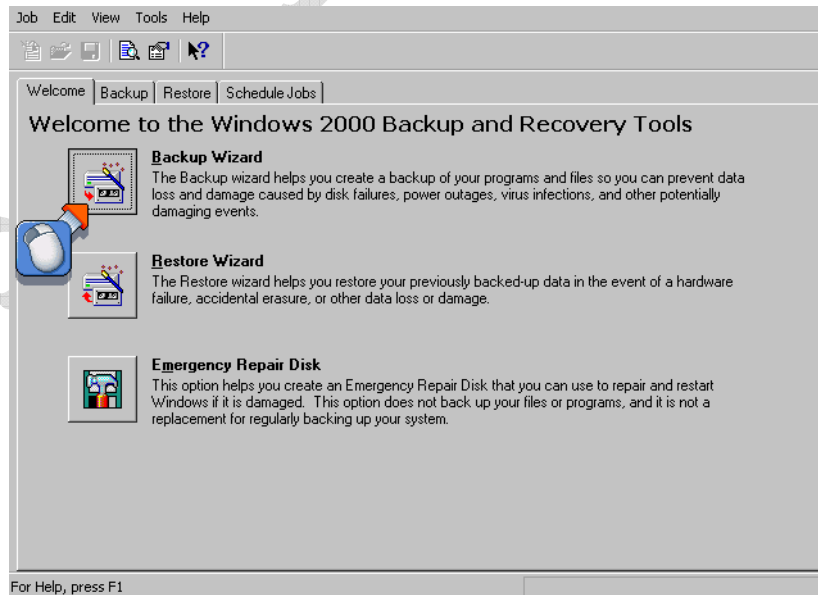 Job Edit View Tools Help
Welcome Backup Restore Schedule Jobs
Welcome to the Windows 2000 Backup and Recovery Tools
Backup Wizard
The Backup wizard helps you create a backup of your programs and files so you can prevent data
loss and damage caused by disk failures, power outages, virus infections, and other potentially
damaging events.
Restore Wizard
The Restore wizard helps you restore your previously backed-up data in the event of a hardware
failure, accidental erasure, or other data loss or damage.
Emergency Repair Disk
This option helps you create an Emergency Repair Disk that you can use to repair and restart
Windows if it is damaged. This option does not back up your files or programs, and it is not a
replacement for regularly backing up your system.
For Help, press F1